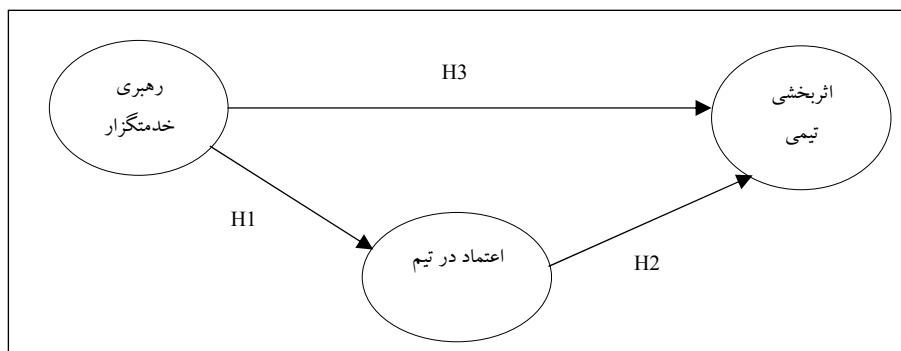 H3
رهبری
خدمتگزار
اثربخشی
تیمی
H1
اعتماد در تیم
H2